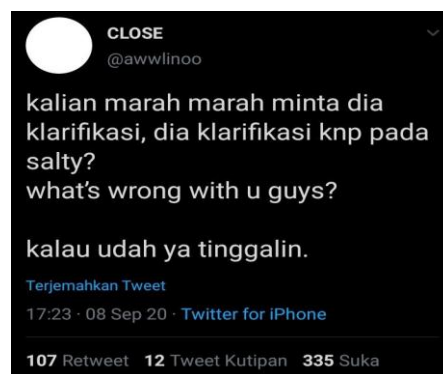 CLOSE
@awwlinoo
kalian marah marah minta dia
klarifikasi, dia klarifikasi knp pada
salty?
what's wrong with u guys?
kalau udah ya tinggalin.
Terjemahkan Tweet
17:23 · 08 Sep 20 · Twitter for iPhone
107 Retweet 12 Tweet Kutipan 335 Suka